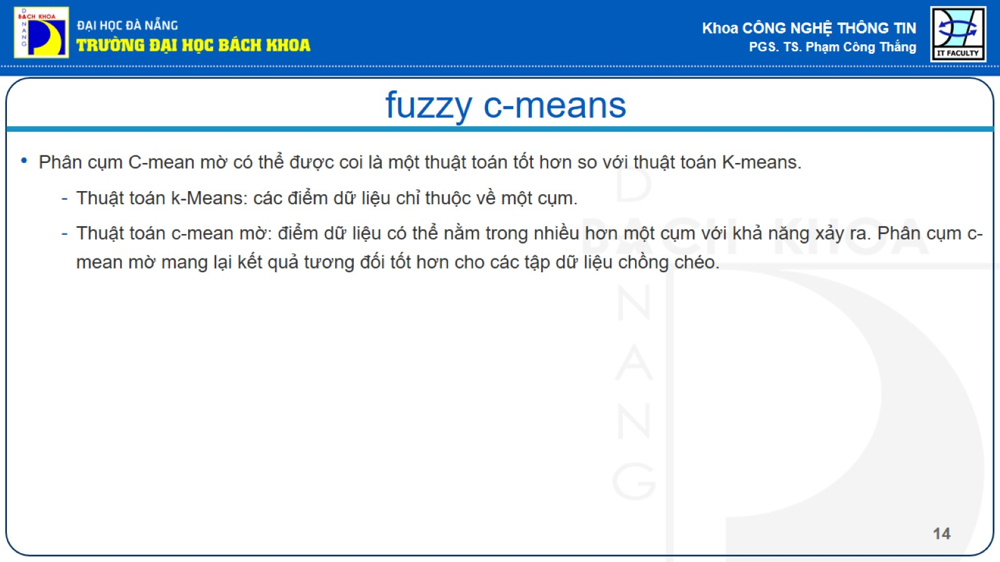 D
BACH KHOA
N
A
N
G
ĐẠI HỌC ĐÀ NẴNG
TRƯỜNG ĐẠI HỌC BÁCH KHOA
Khoa CÔNG NGHỆ THÔNG TIN
PGS. TS. Phạm Công Thắng
IT FACULTY
fuzzy c-means
• Phân cụm C-mean mờ có thể được coi là một thuật toán tốt hơn so với thuật toán K-means.
- Thuật toán k-Means: các điểm dữ liệu chỉ thuộc về một cụm.
- Thuật toán c-mean mờ: điểm dữ liệu có thể nằm trong nhiều hơn một cụm với khả năng xảy ra. Phân cụm c-
mean mờ mang lại kết quả tương đối tốt hơn cho các tập dữ liệu chồng chéo.
D
BACH KHOA
N
A
N
G
14